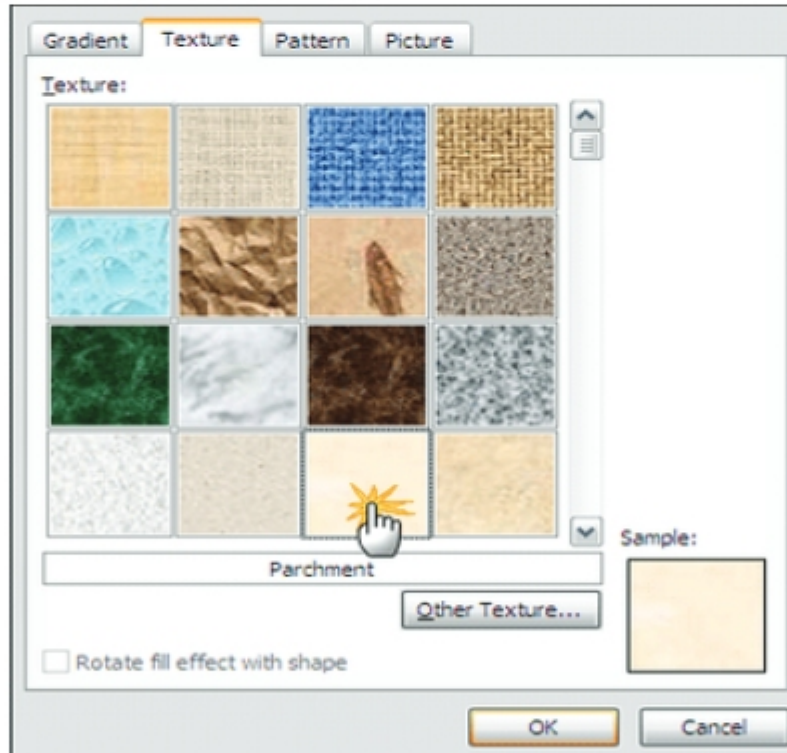 Gradient Texture Pattern Picture
Texture:
Sample:
Parchment
Other Texture...
Rotate fill effect with shape
OK Cancel